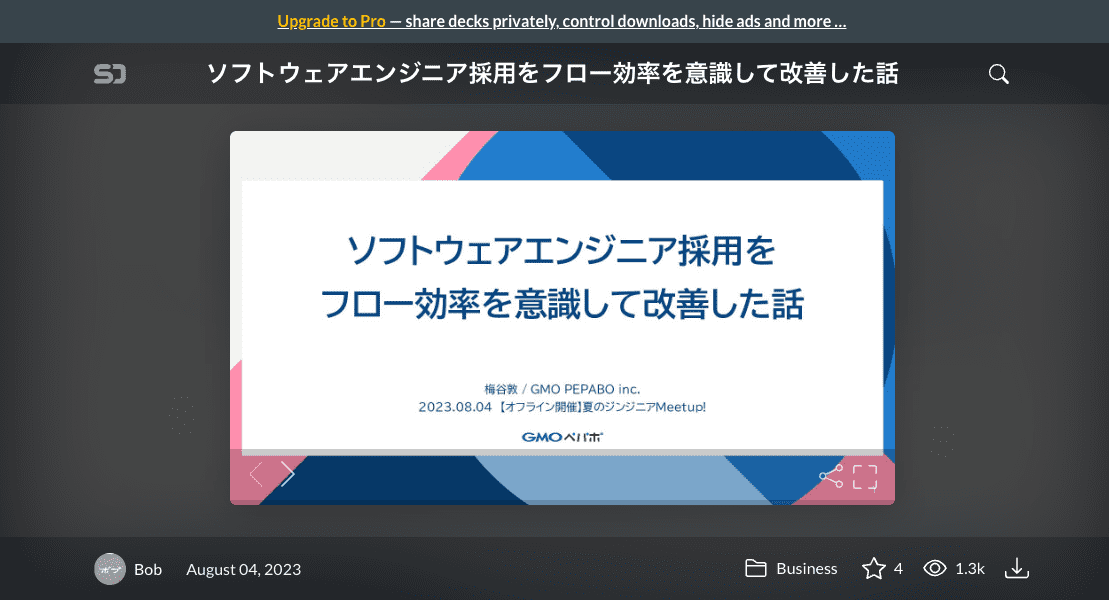 Upgrade to Pro — share decks privately, control downloads, hide ads and more …
ソフトウェアエンジニア採用をフロー効率を意識して改善した話
ソフトウェアエンジニア採用を
フロー効率を意識して改善した話
梅谷敦 / GMO PEPABO inc.
2023.08.04 【オフライン開催】夏のジンジニアMeetup!
GMOペパボ
Bob
August 04, 2023
Business
4
1.3k